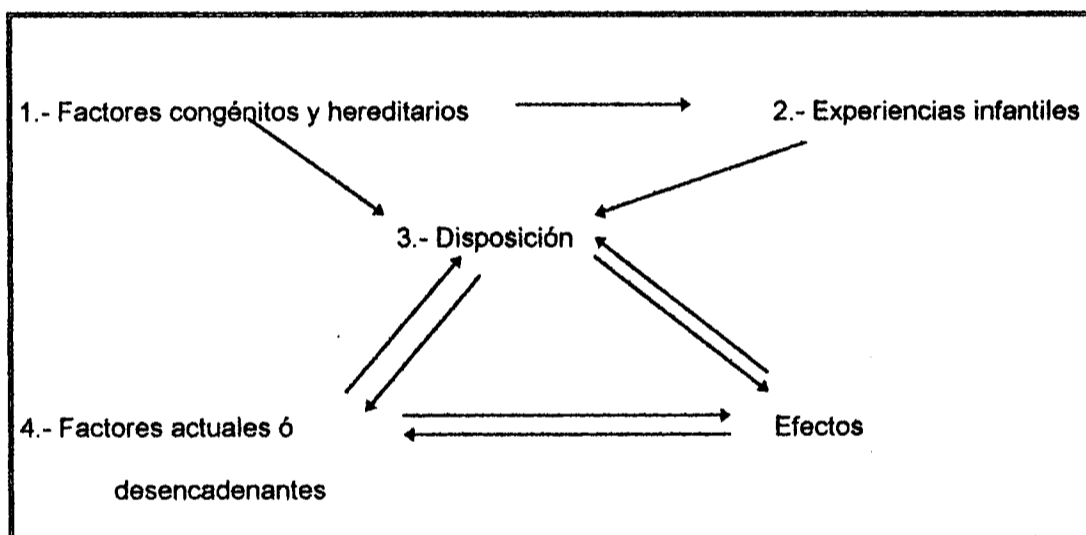 1.- Factores congénitos y hereditarios
2.- Experiencias infantiles
3.- Disposición
4.- Factores actuales ó
Efectos
desencadenantes